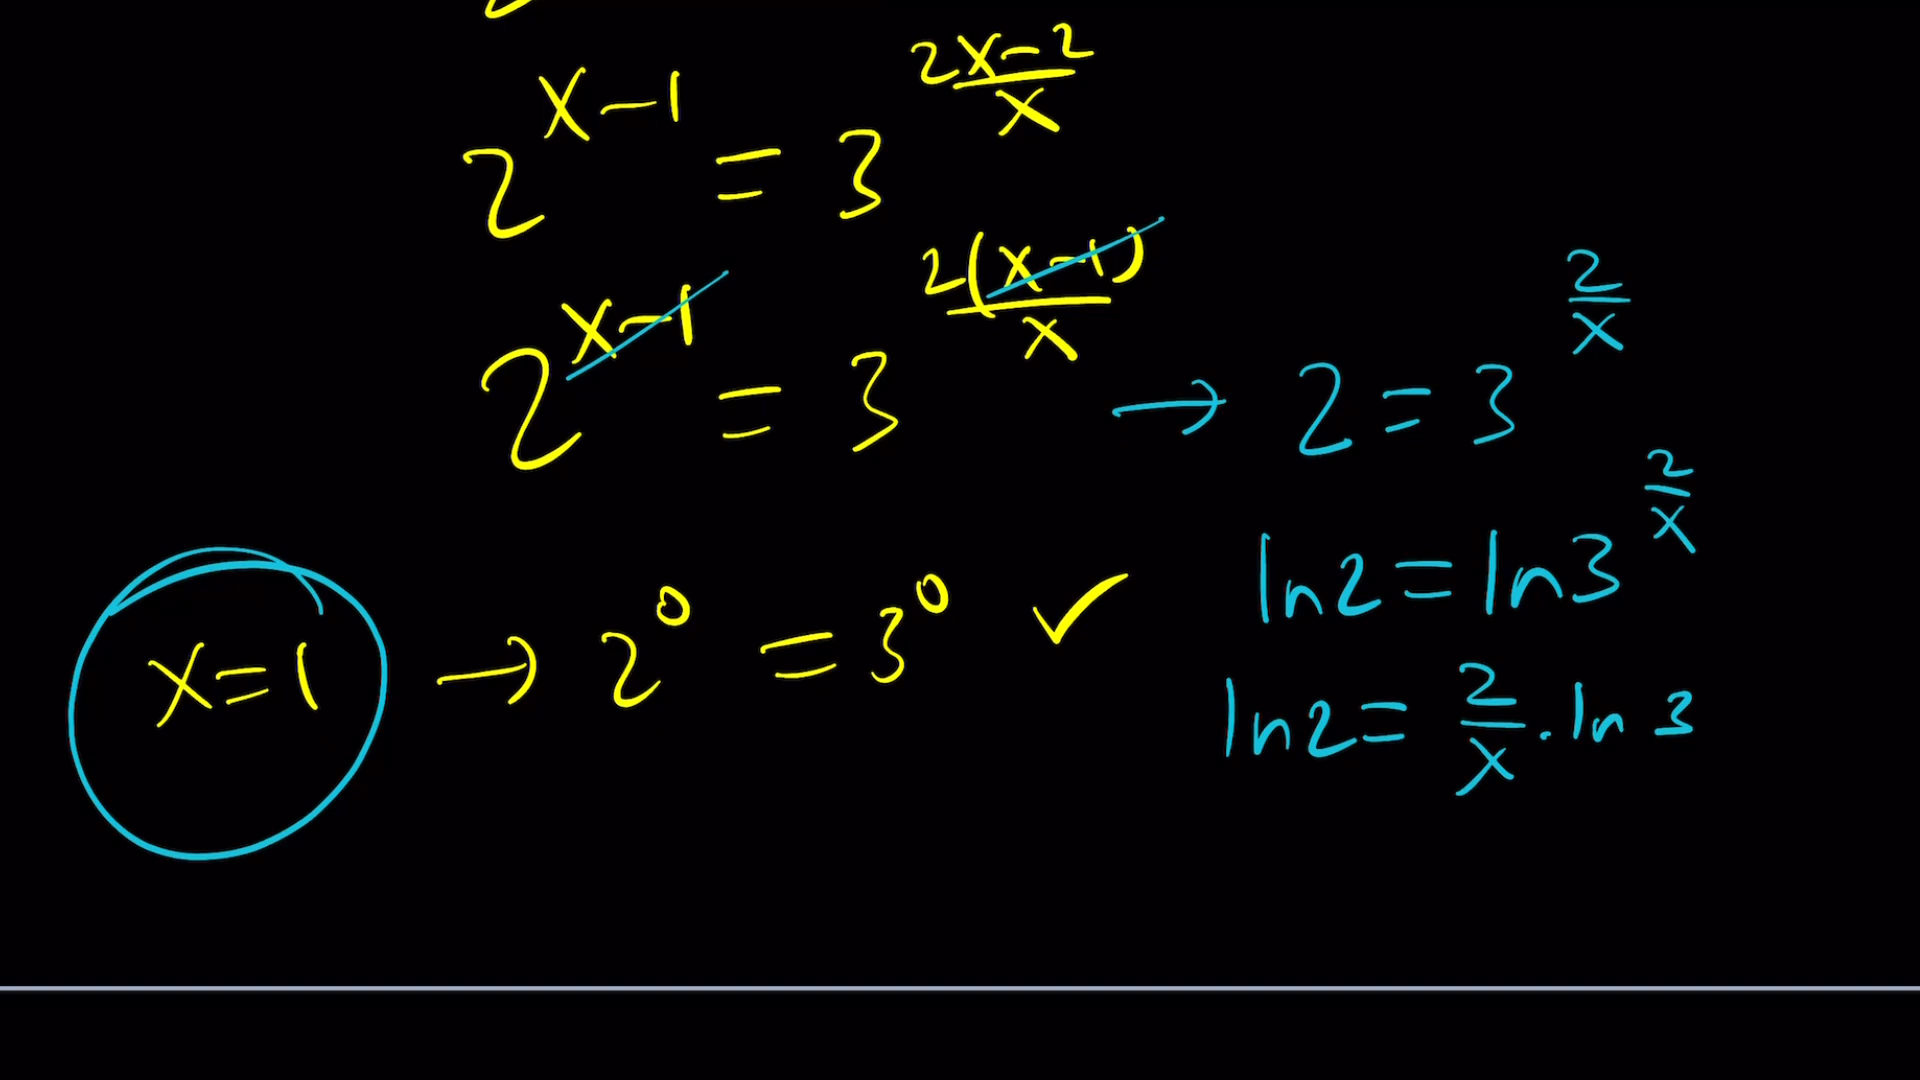 2^(x-1) = 3^((2x-2)/x)
2^(x-1) = 3^(2(x-1)/x) → 2 = 3^(2/x)
ln2 = ln3^(2/x)
x=1 → 2^0 = 3^0 ✓
ln2 = 2/x · ln 3